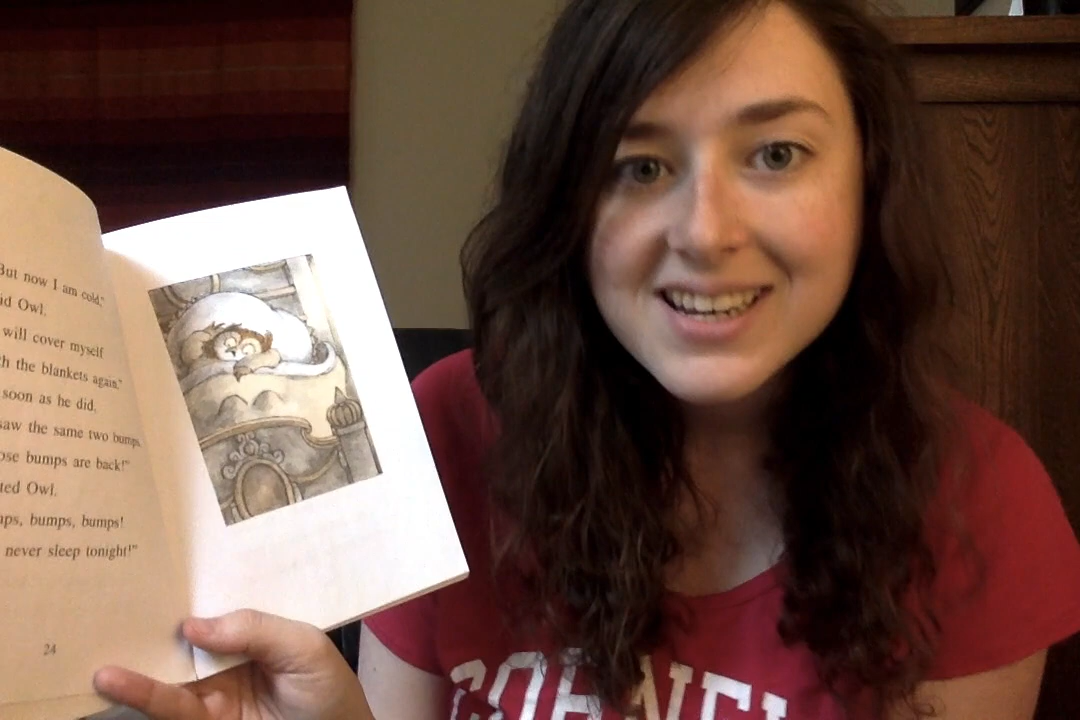 But now I am cold,"
id Owl.
will cover myself
th the blankets again."
soon as he did,
saw the same two bumps.
ose bumps are back!"
ted Owl.
ps, bumps, bumps!
never sleep tonight!"
24
CORNEL